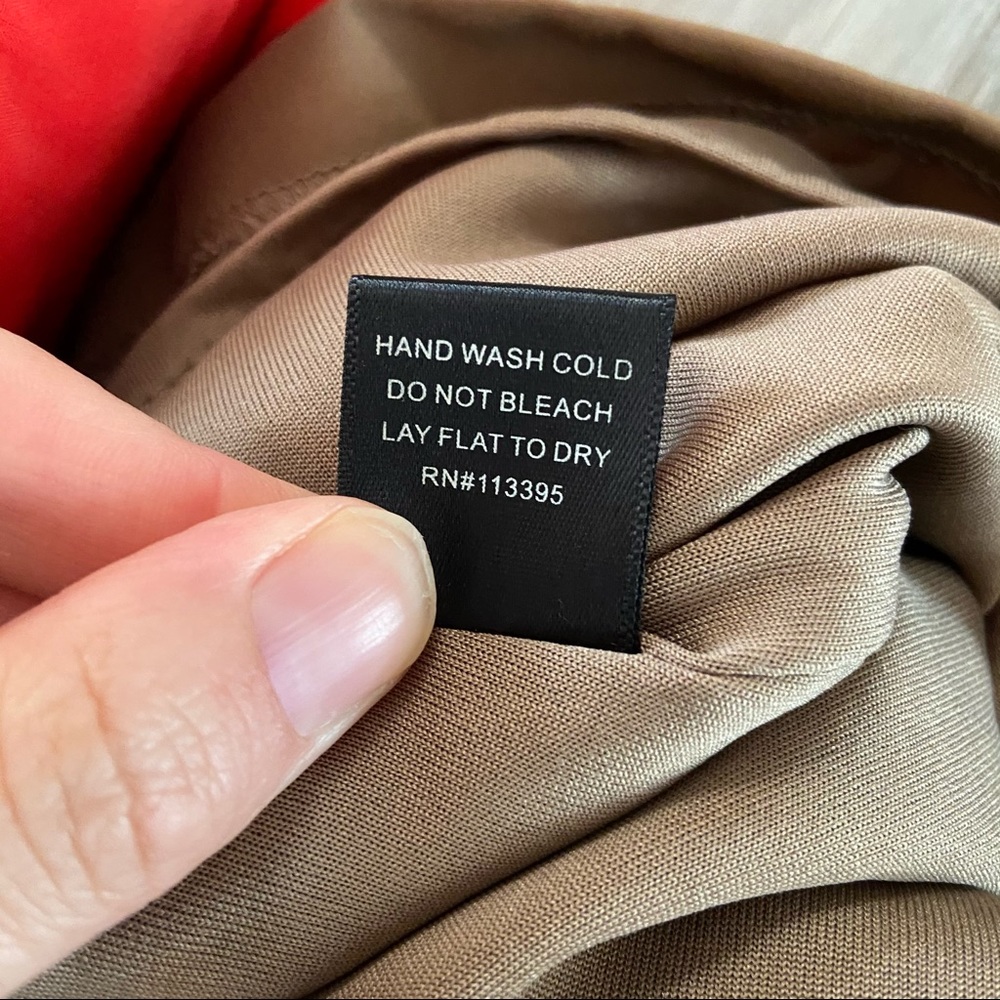 HAND WASH COLD
DO NOT BLEACH
LAY FLAT TO DRY
RN#113395